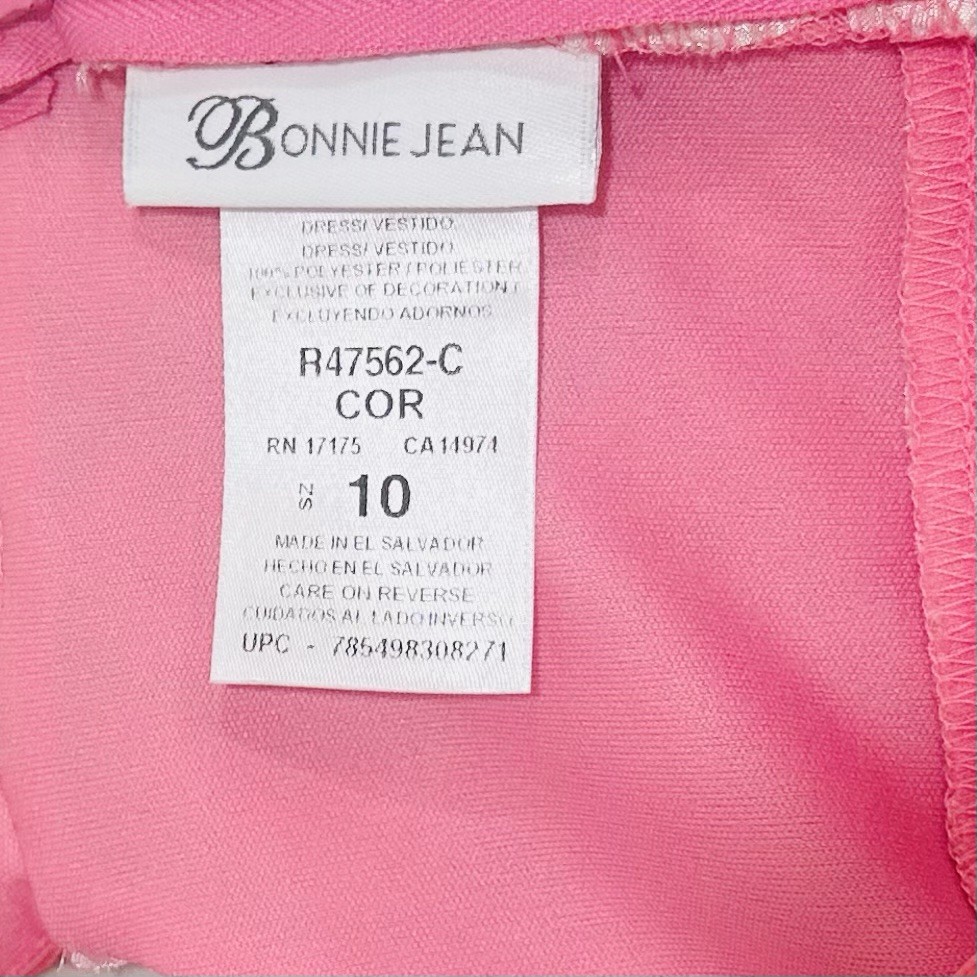 BONNIE JEAN
DRESS/ VESTIDO
DRESS/ VESTIDO
100% POLYESTER / POLIESTER
EXCLUSIVE OF DECORATION /
EXCLUYENDO ADORNOS
R47562-C
COR
RN 17175 CA 14974
SZ 10
MADE IN EL SALVADOR
HECHO EN EL SALVADOR
CARE ON REVERSE
CUIDADOS AL LADO INVERSO
UPC - 785498308271